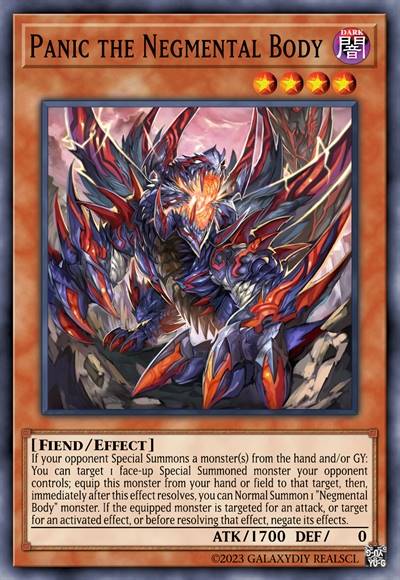 PANIC THE NEGMENTAL BODY
DARK
闇
[FIEND/EFFECT]
If your opponent Special Summons a monster(s) from the hand and/or GY:
You can target 1 face-up Special Summoned monster your opponent
controls; equip this monster from your hand or field to that target, then,
immediately after this effect resolves, you can Normal Summon 1 "Negmental
Body" monster. If the equipped monster is targeted for an attack, or target
for an activated effect, or before resolving that effect, negate its effects.
ATK/1700 DEF/ 0
©2023 GALAXYDIY REALSCL